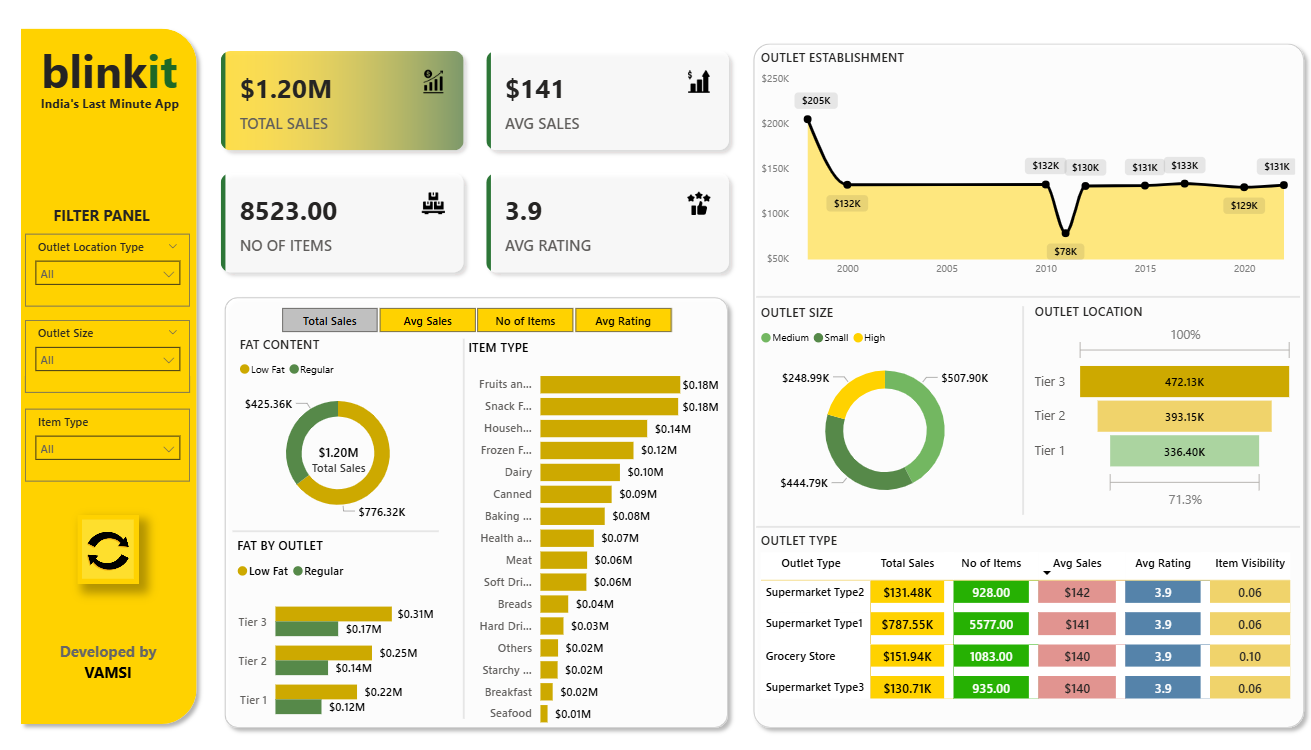 blinkit
India's Last Minute App
FILTER PANEL
Outlet Location Type
All
Outlet Size
All
Item Type
All
Developed by
VAMSI
$1.20M
TOTAL SALES
$141
AVG SALES
8523.00
NO OF ITEMS
3.9
AVG RATING
Total Sales Avg Sales No of Items Avg Rating
FAT CONTENT
Low Fat Regular
$425.36K
$1.20M
Total Sales
$776.32K
FAT BY OUTLET
Low Fat Regular
Tier 3 $0.31M
$0.17M
Tier 2 $0.25M
$0.14M
Tier 1 $0.22M
$0.12M
ITEM TYPE
Fruits an... $0.18M
Snack F... $0.18M
Househ... $0.14M
Frozen F... $0.12M
Dairy $0.10M
Canned $0.09M
Baking ... $0.08M
Health a... $0.07M
Meat $0.06M
Soft Dri... $0.06M
Breads $0.04M
Hard Dri... $0.03M
Others $0.02M
Starchy ... $0.02M
Breakfast $0.02M
Seafood $0.01M
OUTLET ESTABLISHMENT
$250K
$200K
$150K
$100K
$50K
$205K
$132K
$132K
$78K
$130K
$131K
$133K
$129K
$131K
2000 2005 2010 2015 2020
OUTLET SIZE
Medium Small High
$248.99K
$507.90K
$444.79K
OUTLET LOCATION
100%
Tier 3 472.13K
Tier 2 393.15K
Tier 1 336.40K
71.3%
OUTLET TYPE
Outlet Type Total Sales No of Items Avg Sales Avg Rating Item Visibility
Supermarket Type2 $131.48K 928.00 $142 3.9 0.06
Supermarket Type1 $787.55K 5577.00 $141 3.9 0.06
Grocery Store $151.94K 1083.00 $140 3.9 0.10
Supermarket Type3 $130.71K 935.00 $140 3.9 0.06